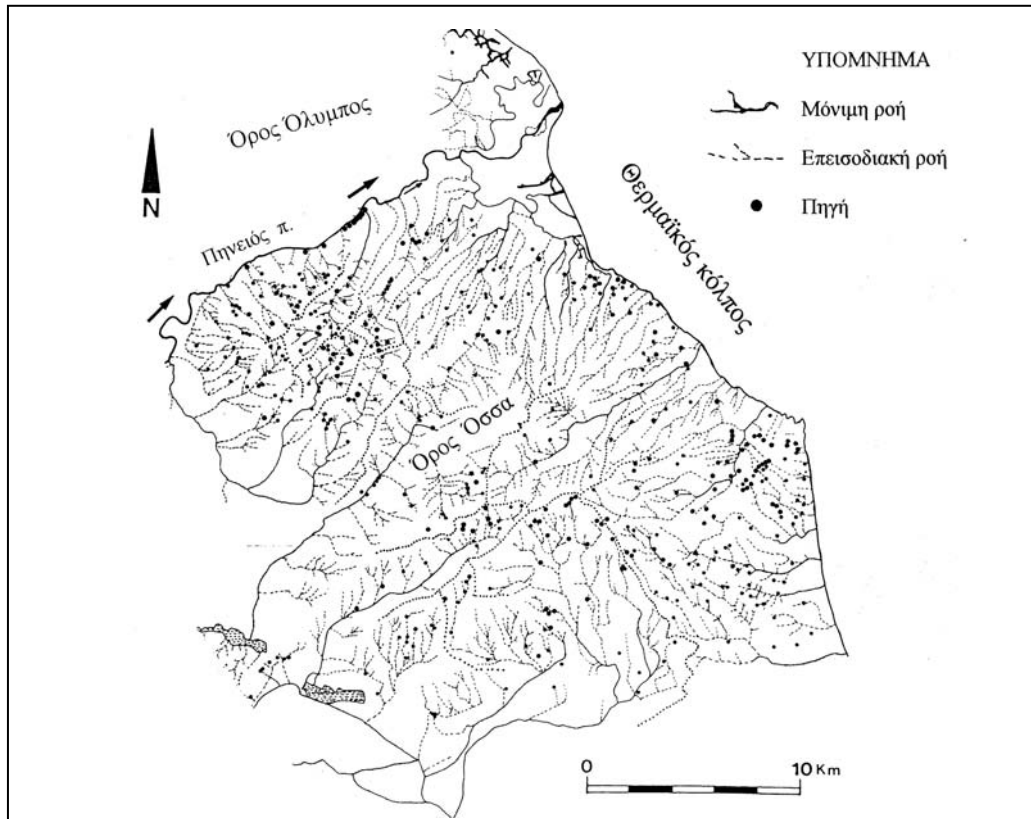 ΥΠΟΜΝΗΜΑ
Μόνιμη ροή
Επεισοδιακή ροή
Πηγή
Όρος Όλυμπος
N
Πηνειός π.
Θερμαϊκός κόλπος
Όρος Όσσα
0 10 Km